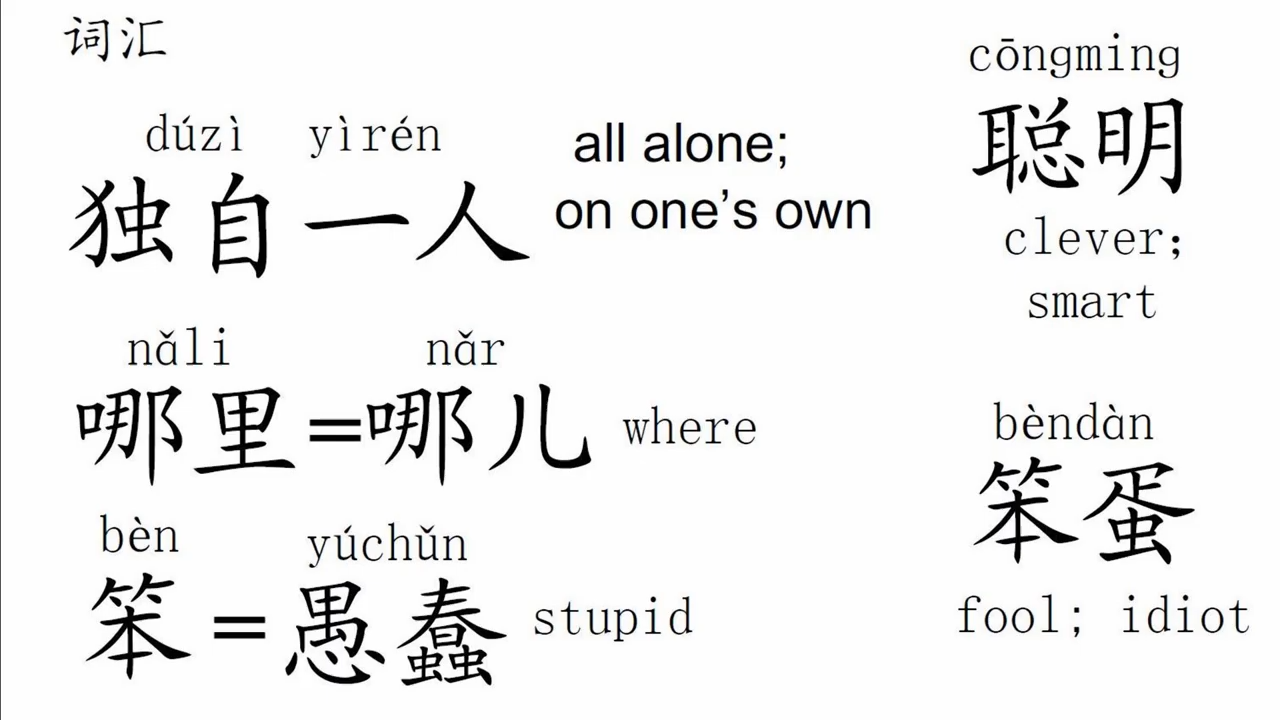 词汇
dúzì yìrén
独自一人
all alone;
on one’s own
nǎli nǎr
哪里=哪儿 where
bèn yúchǔn
笨 = 愚蠢 stupid
cōngming
聪明
clever；
smart
bèndàn
笨蛋
fool; idiot